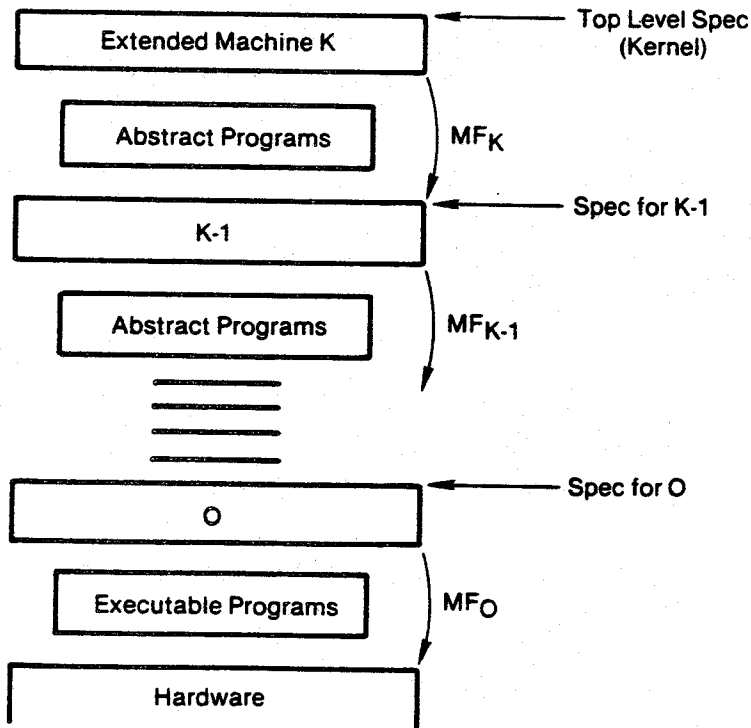 Extended Machine K
Top Level Spec
(Kernel)
Abstract Programs
MFK
K-1
Spec for K-1
Abstract Programs
MFK-1
O
Spec for O
Executable Programs
MFO
Hardware